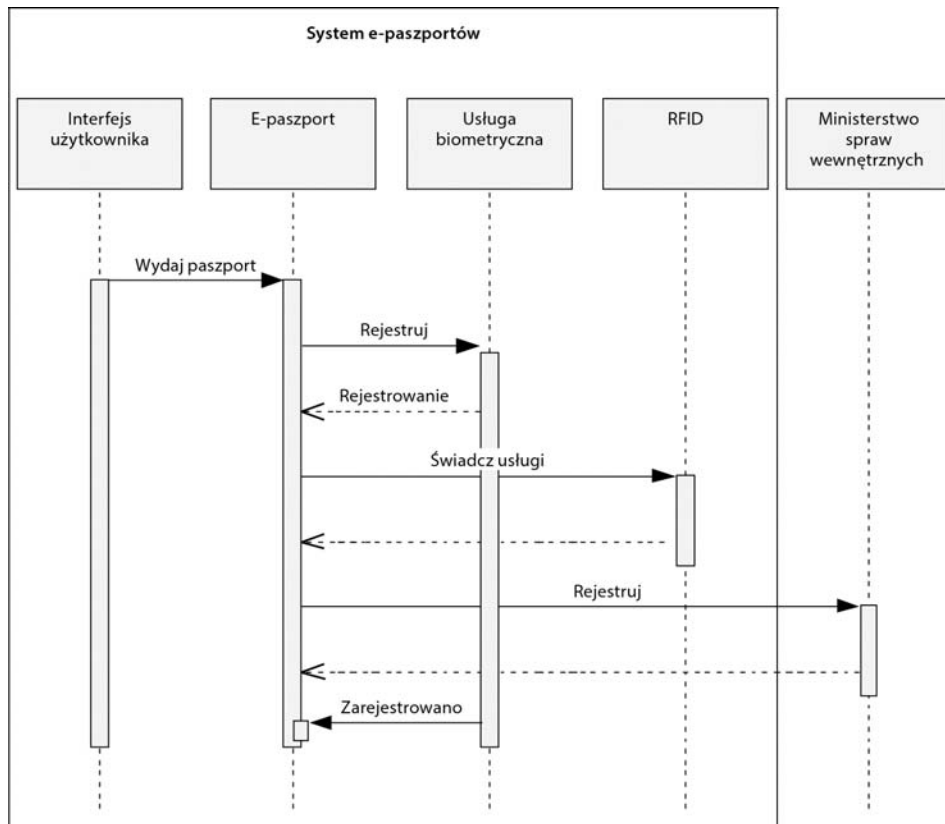 System e-paszportów
Interfejs
użytkownika
E-paszport
Usługa
biometryczna
RFID
Ministerstwo
spraw
wewnętrznych
Wydaj paszport
Rejestruj
Rejestrowanie
Świadcz usługi
Rejestruj
Zarejestrowano